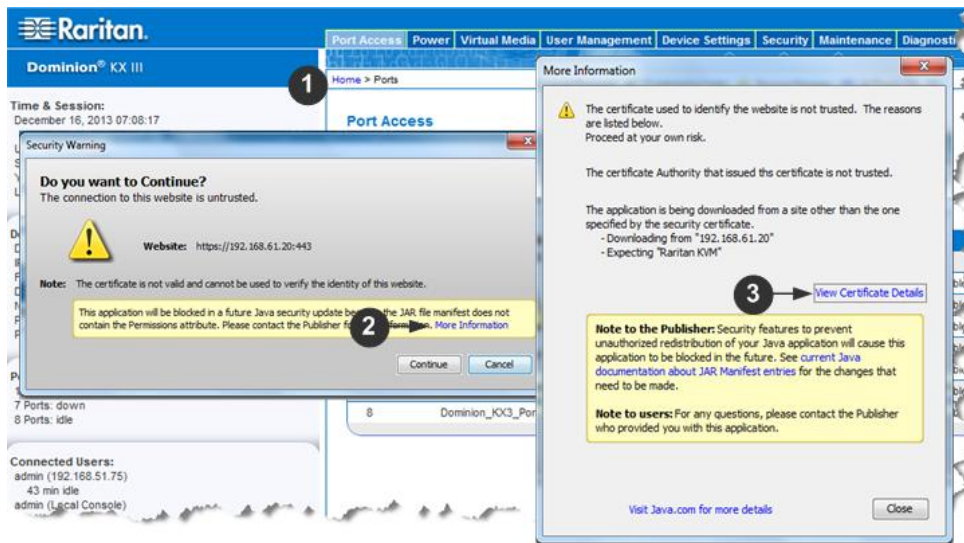 Raritan.
Dominion® KX III
Port Access Power Virtual Media User Management Device Settings Security Maintenance
1
Home > Ports
Time & Session:
December 16, 2013 07:08:17
Port Access
Security Warning
Do you want to Continue?
The connection to this website is untrusted.
Website: https://192.168.61.20:443
Note: The certificate is not valid and cannot be used to verify the identity of this website.
This application will be blocked in a future Java security update the JAR file manifest does not
contain the Permissions attribute. Please contact the Publisher More Information
2
Continue Cancel
7 Ports: down
8 Ports: idle
8 Dominion_KX3_Por
Connected Users:
admin (192.168.51.75)
43 min idle
admin (Local Console)
More Information
The certificate used to identify the website is not trusted. The reasons
are listed below.
Proceed at your own risk.
The certificate Authority that issued ths certificate is not trusted.
The application is being downloaded from a site other than the one
specified by the security certificate.
- Downloading from "192.168.61.20"
- Expecting "Raritan KVM"
3
View Certificate Details
Note to the Publisher: Security features to prevent
unauthorized redistribution of your Java application will cause this
application to be blocked in the future. See current Java
documentation about JAR Manifest entries for the changes that
need to be made.
Note to users: For any questions, please contact the Publisher
who provided you with this application.
Visit Java.com for more details
Close